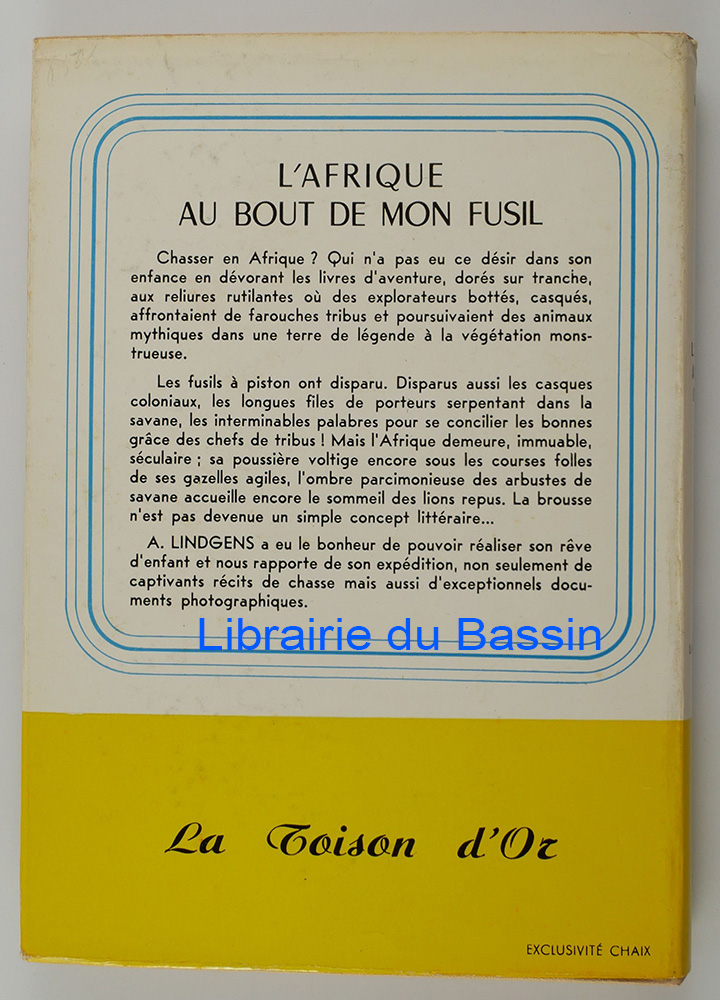 L'AFRIQUE
AU BOUT DE MON FUSIL
Chasser en Afrique ? Qui n'a pas eu ce désir dans son
enfance en dévorant les livres d'aventure, dorés sur tranche,
aux reliures rutilantes où des explorateurs bottés, casqués,
affrontaient de farouches tribus et poursuivaient des animaux
mythiques dans une terre de légende à la végétation mons-
trueuse.
Les fusils à piston ont disparu. Disparus aussi les casques
coloniaux, les longues files de porteurs serpentant dans la
savane, les interminables palabres pour se concilier les bonnes
grâce des chefs de tribus ! Mais l'Afrique demeure, immuable,
séculaire ; sa poussière voltige encore sous les courses folles
de ses gazelles agiles, l'ombre parcimonieuse des arbustes de
savane accueille encore le sommeil des lions repus. La brousse
n'est pas devenue un simple concept littéraire...
A. LINDGENS a eu le bonheur de pouvoir réaliser son rêve
d'enfant et nous rapporte de son expédition, non seulement de
captivants récits de chasse mais aussi d'exceptionnels docu-
ments photographiques.
Librairie du Bassin
La Toison d'Or
EXCLUSIVITÉ CHAIX